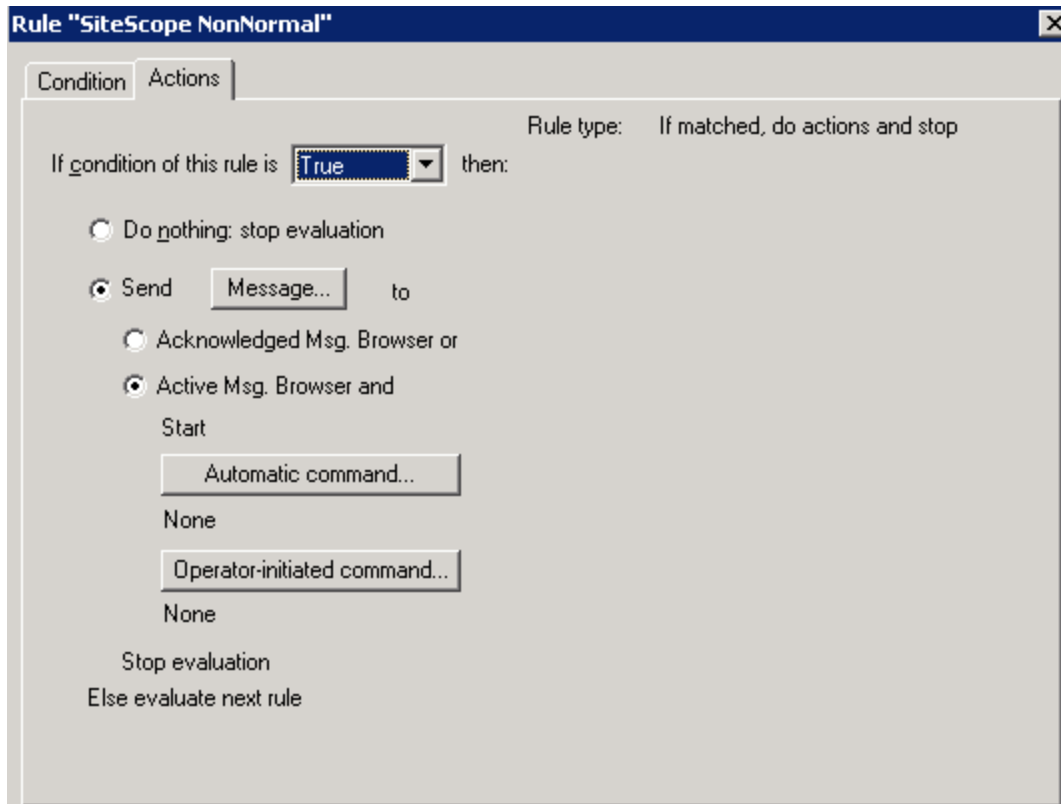 Rule "SiteScope NonNormal"
Condition
Actions
Rule type: If matched, do actions and stop
If condition of this rule is True then:
Do nothing: stop evaluation
Send Message... to
Acknowledged Msg. Browser or
Active Msg. Browser and
Start
Automatic command...
None
Operator-initiated command...
None
Stop evaluation
Else evaluate next rule